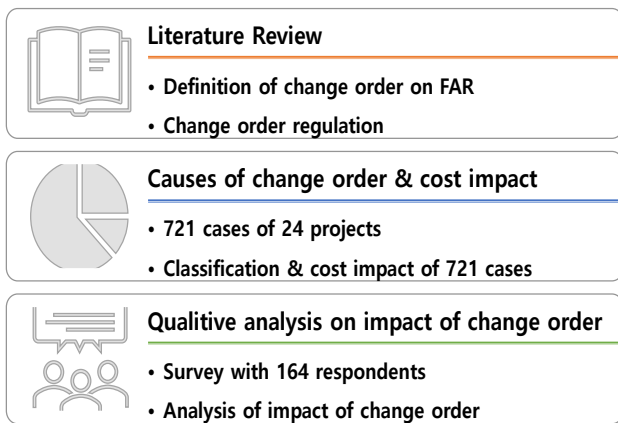 Literature Review
• Definition of change order on FAR
• Change order regulation
Causes of change order & cost impact
• 721 cases of 24 projects
• Classification & cost impact of 721 cases
Qualitive analysis on impact of change order
• Survey with 164 respondents
• Analysis of impact of change order